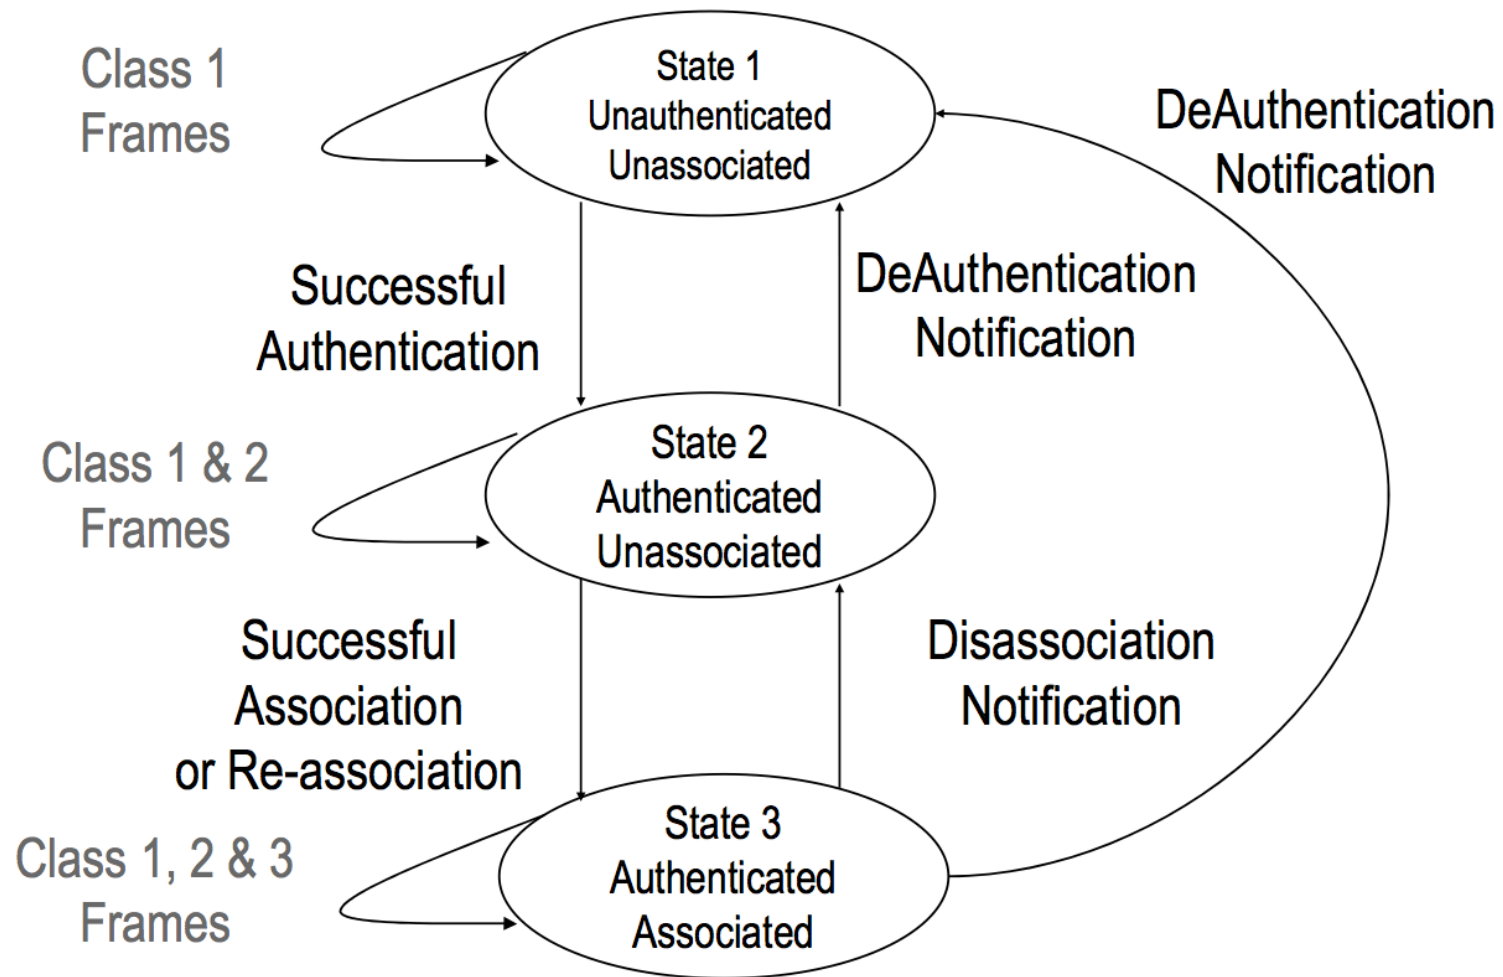 Class 1
Frames
State 1
Unauthenticated
Unassociated
DeAuthentication
Notification
Successful
Authentication
DeAuthentication
Notification
Class 1 & 2
Frames
State 2
Authenticated
Unassociated
Successful
Association
or Re-association
Disassociation
Notification
Class 1, 2 & 3
Frames
State 3
Authenticated
Associated